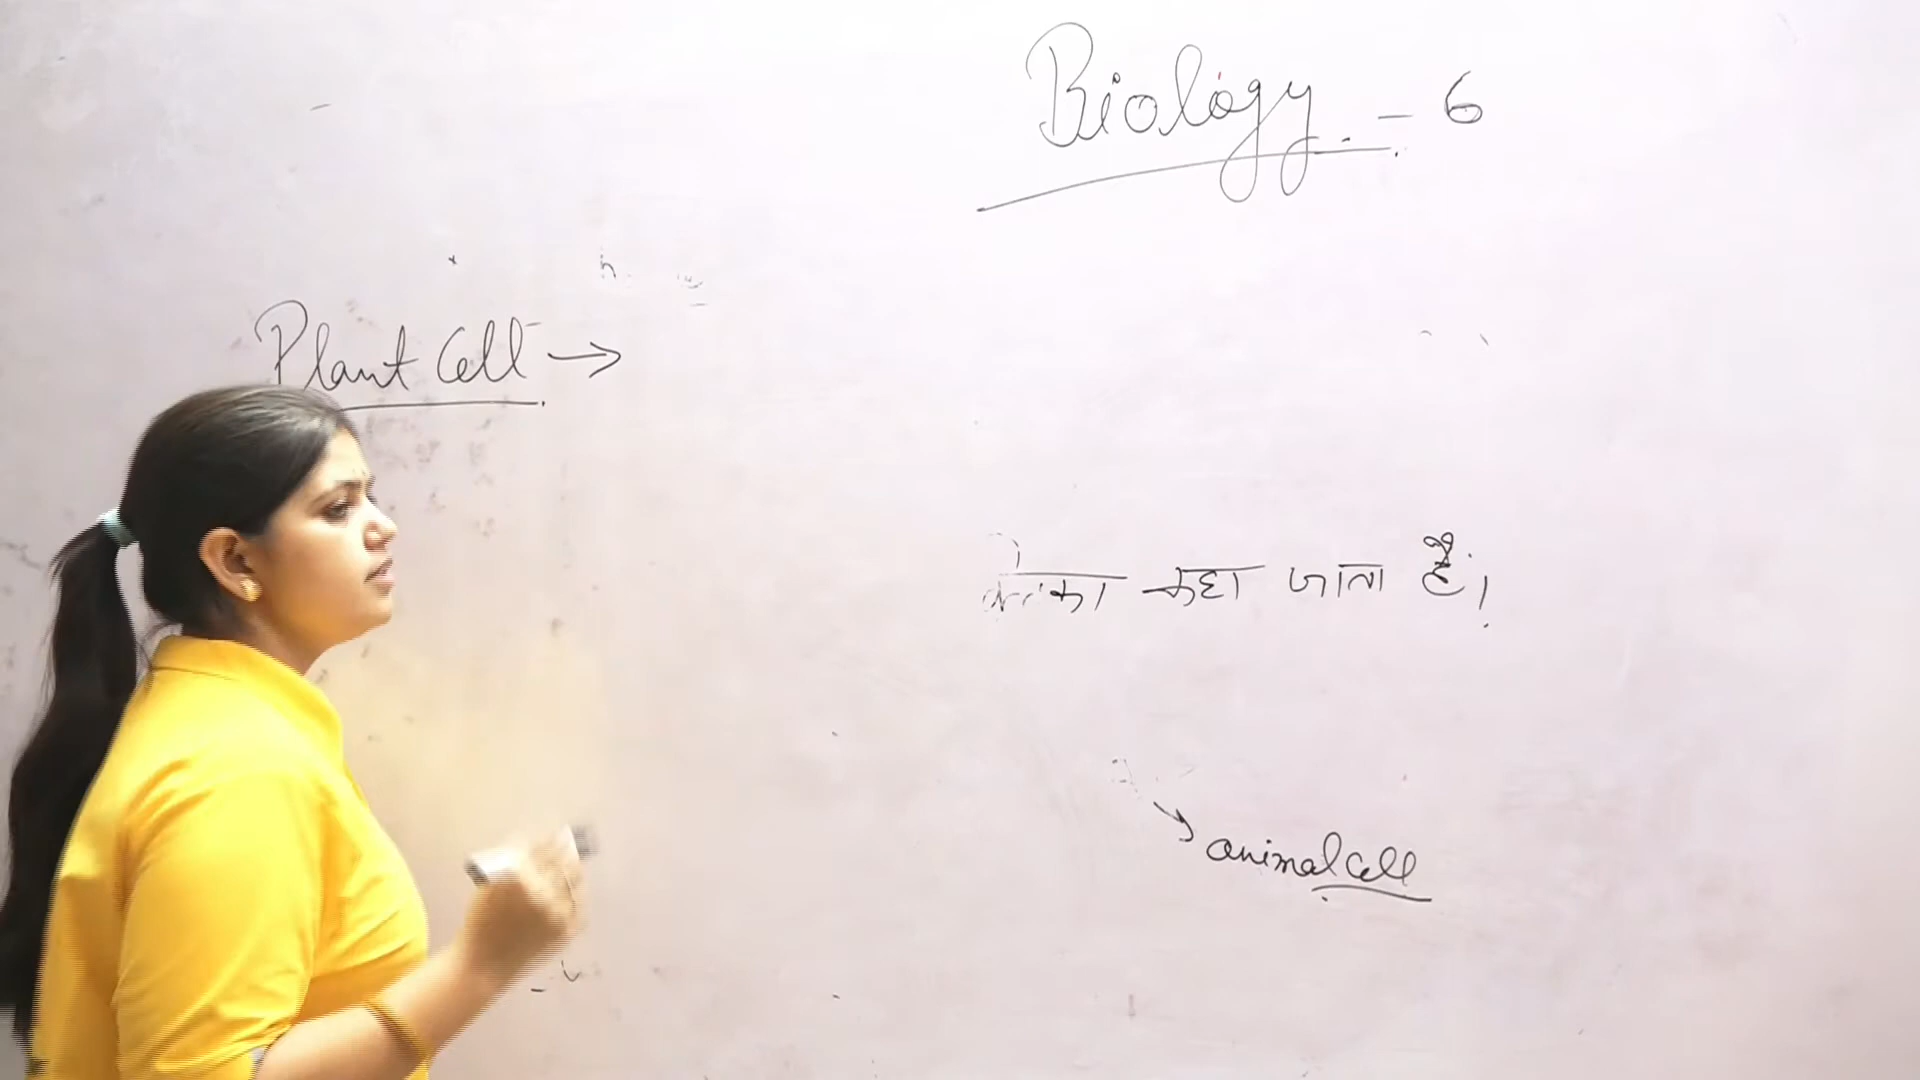 Biology - 6
Plant Cell →
कहा जाता है।
animal cell